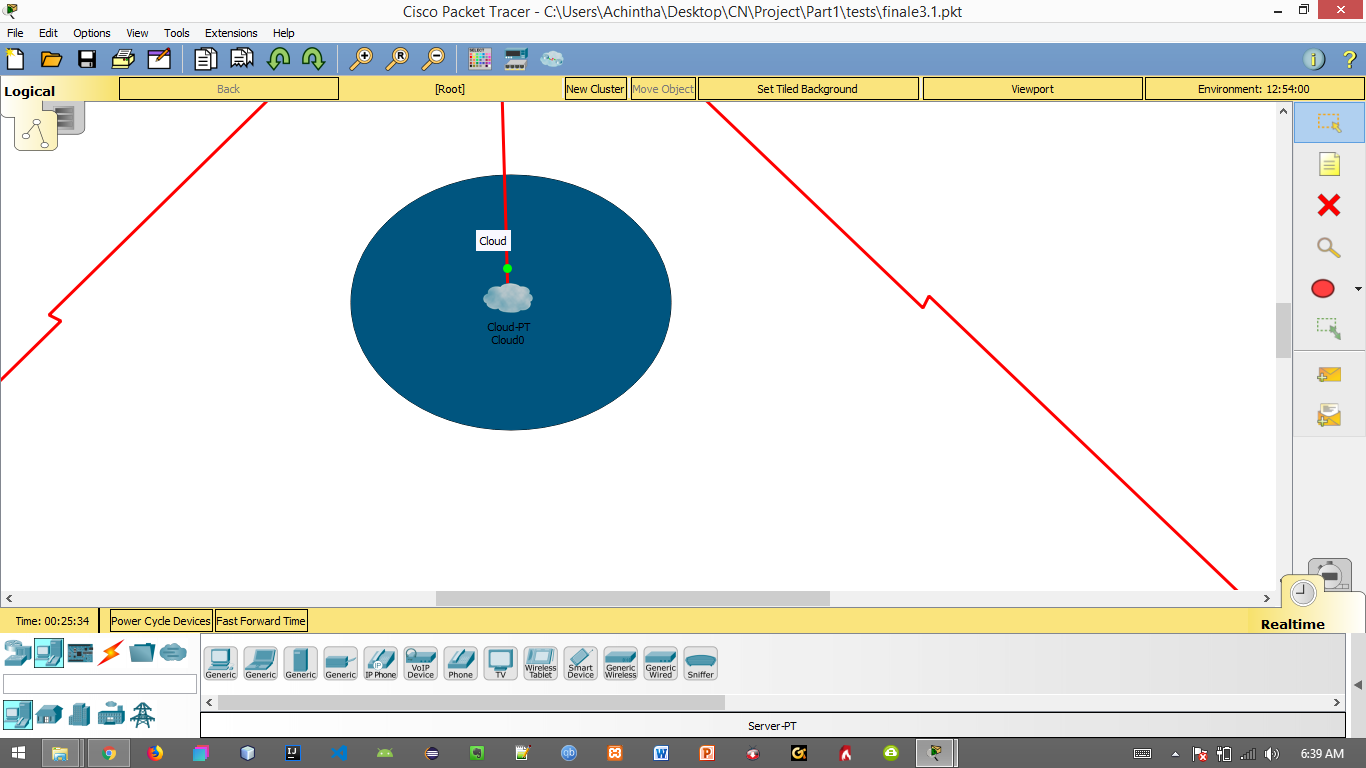 Cisco Packet Tracer - C:\Users\Achintha\Desktop\CN\Project\Part1\tests\finale3.1.pkt
File Edit Options View Tools Extensions Help
Logical Back [Root] New Cluster Move Object Set Tiled Background Viewport Environment: 12:54:00
Cloud
Cloud-PT
Cloud0
Time: 00:25:34 Power Cycle Devices Fast Forward Time
Realtime
Generic Generic Generic Generic IP Phone VoIP Device Phone TV Wireless Tablet Smart Device Generic Wireless Generic Wired Sniffer
Server-PT
6:39 AM